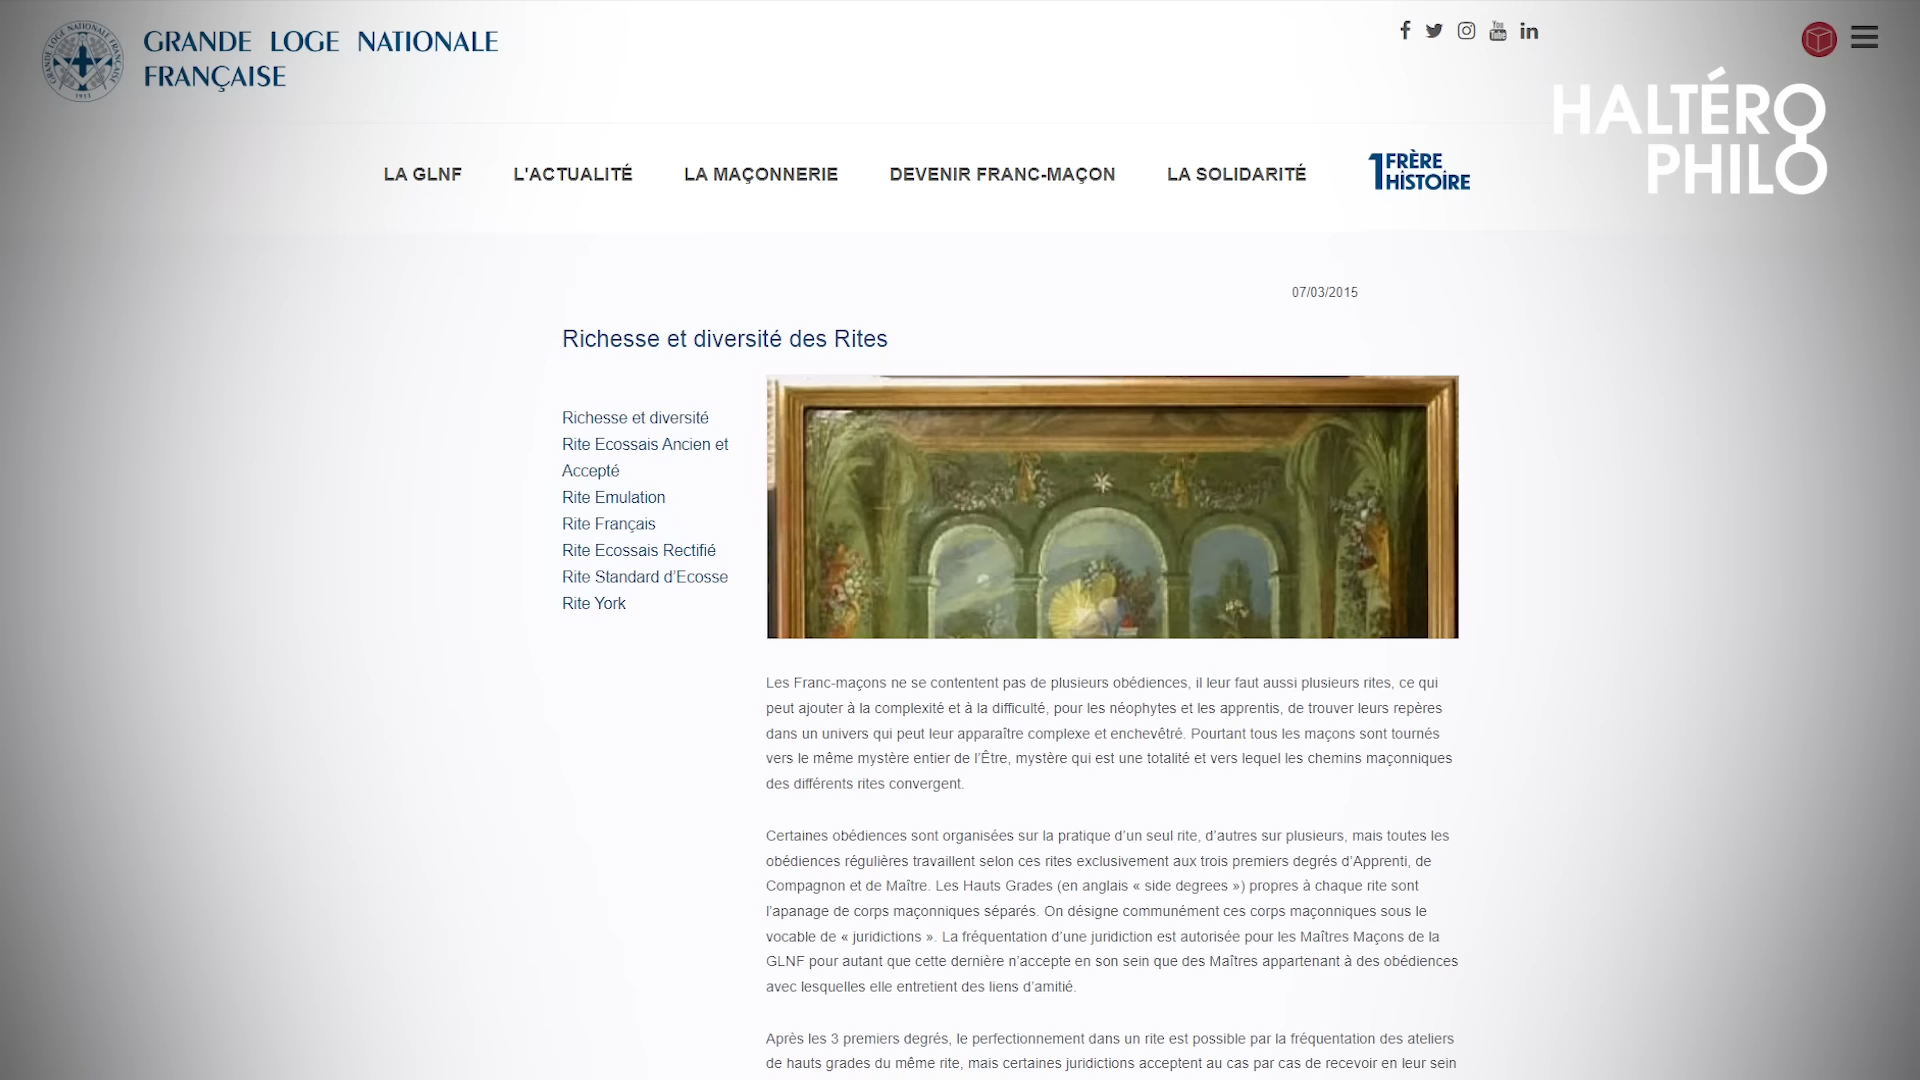 GRANDE LOGE NATIONALE
FRANÇAISE
GRANDE LOGE NATIONALE FRANÇAISE
1913
You
Tube
HALTÉRO
PHILO
LA GLNF
L'ACTUALITÉ
LA MAÇONNERIE
DEVENIR FRANC-MAÇON
LA SOLIDARITÉ
1 FRÈRE
HISTOIRE
07/03/2015
Richesse et diversité des Rites
Richesse et diversité
Rite Ecossais Ancien et
Accepté
Rite Emulation
Rite Français
Rite Ecossais Rectifié
Rite Standard d’Ecosse
Rite York
Les Franc-maçons ne se contentent pas de plusieurs obédiences, il leur faut aussi plusieurs rites, ce qui
peut ajouter à la complexité et à la difficulté, pour les néophytes et les apprentis, de trouver leurs repères
dans un univers qui peut leur apparaître complexe et enchevêtré. Pourtant tous les maçons sont tournés
vers le même mystère entier de l’Être, mystère qui est une totalité et vers lequel les chemins maçonniques
des différents rites convergent.
Certaines obédiences sont organisées sur la pratique d’un seul rite, d’autres sur plusieurs, mais toutes les
obédiences régulières travaillent selon ces rites exclusivement aux trois premiers degrés d’Apprenti, de
Compagnon et de Maître. Les Hauts Grades (en anglais « side degrees ») propres à chaque rite sont
l’apanage de corps maçonniques séparés. On désigne communément ces corps maçonniques sous le
vocable de « juridictions ». La fréquentation d’une juridiction est autorisée pour les Maîtres Maçons de la
GLNF pour autant que cette dernière n’accepte en son sein que des Maîtres appartenant à des obédiences
avec lesquelles elle entretient des liens d’amitié.
Après les 3 premiers degrés, le perfectionnement dans un rite est possible par la fréquentation des ateliers
de hauts grades du même rite, mais certaines juridictions acceptent au cas par cas de recevoir en leur sein